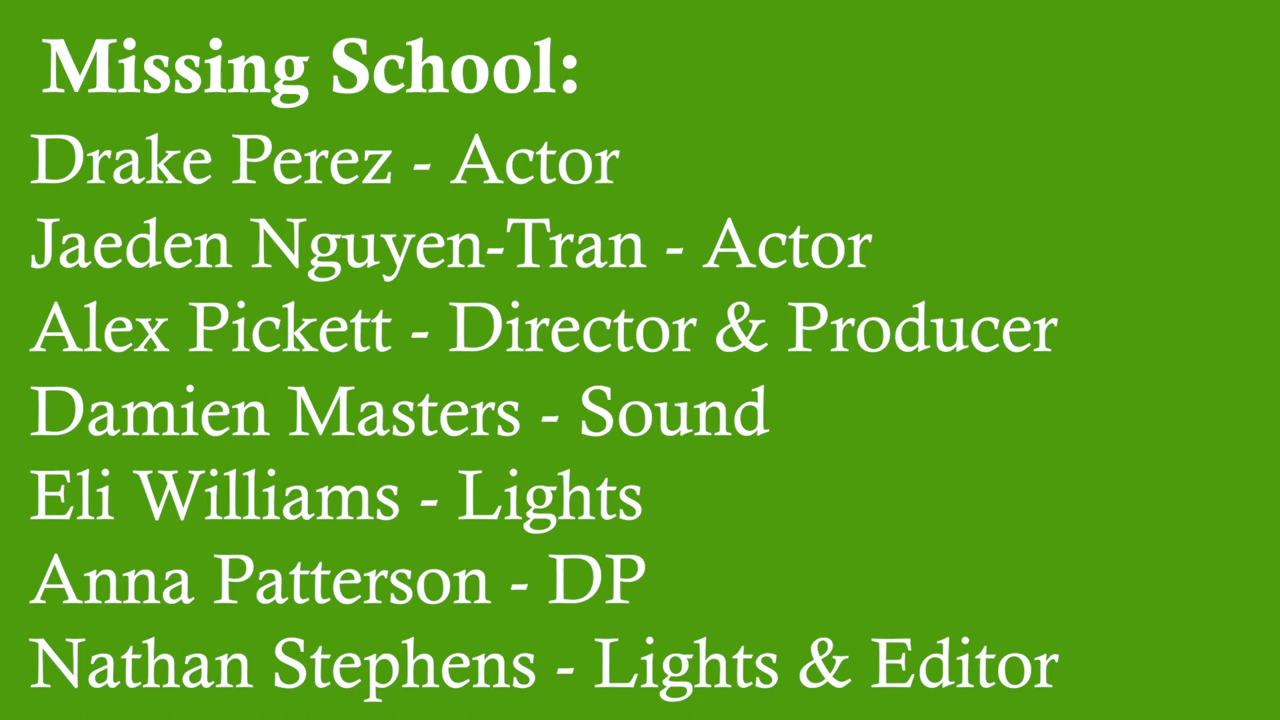 Missing School:
Drake Perez - Actor
Jaeden Nguyen-Tran - Actor
Alex Pickett - Director & Producer
Damien Masters - Sound
Eli Williams - Lights
Anna Patterson - DP
Nathan Stephens - Lights & Editor